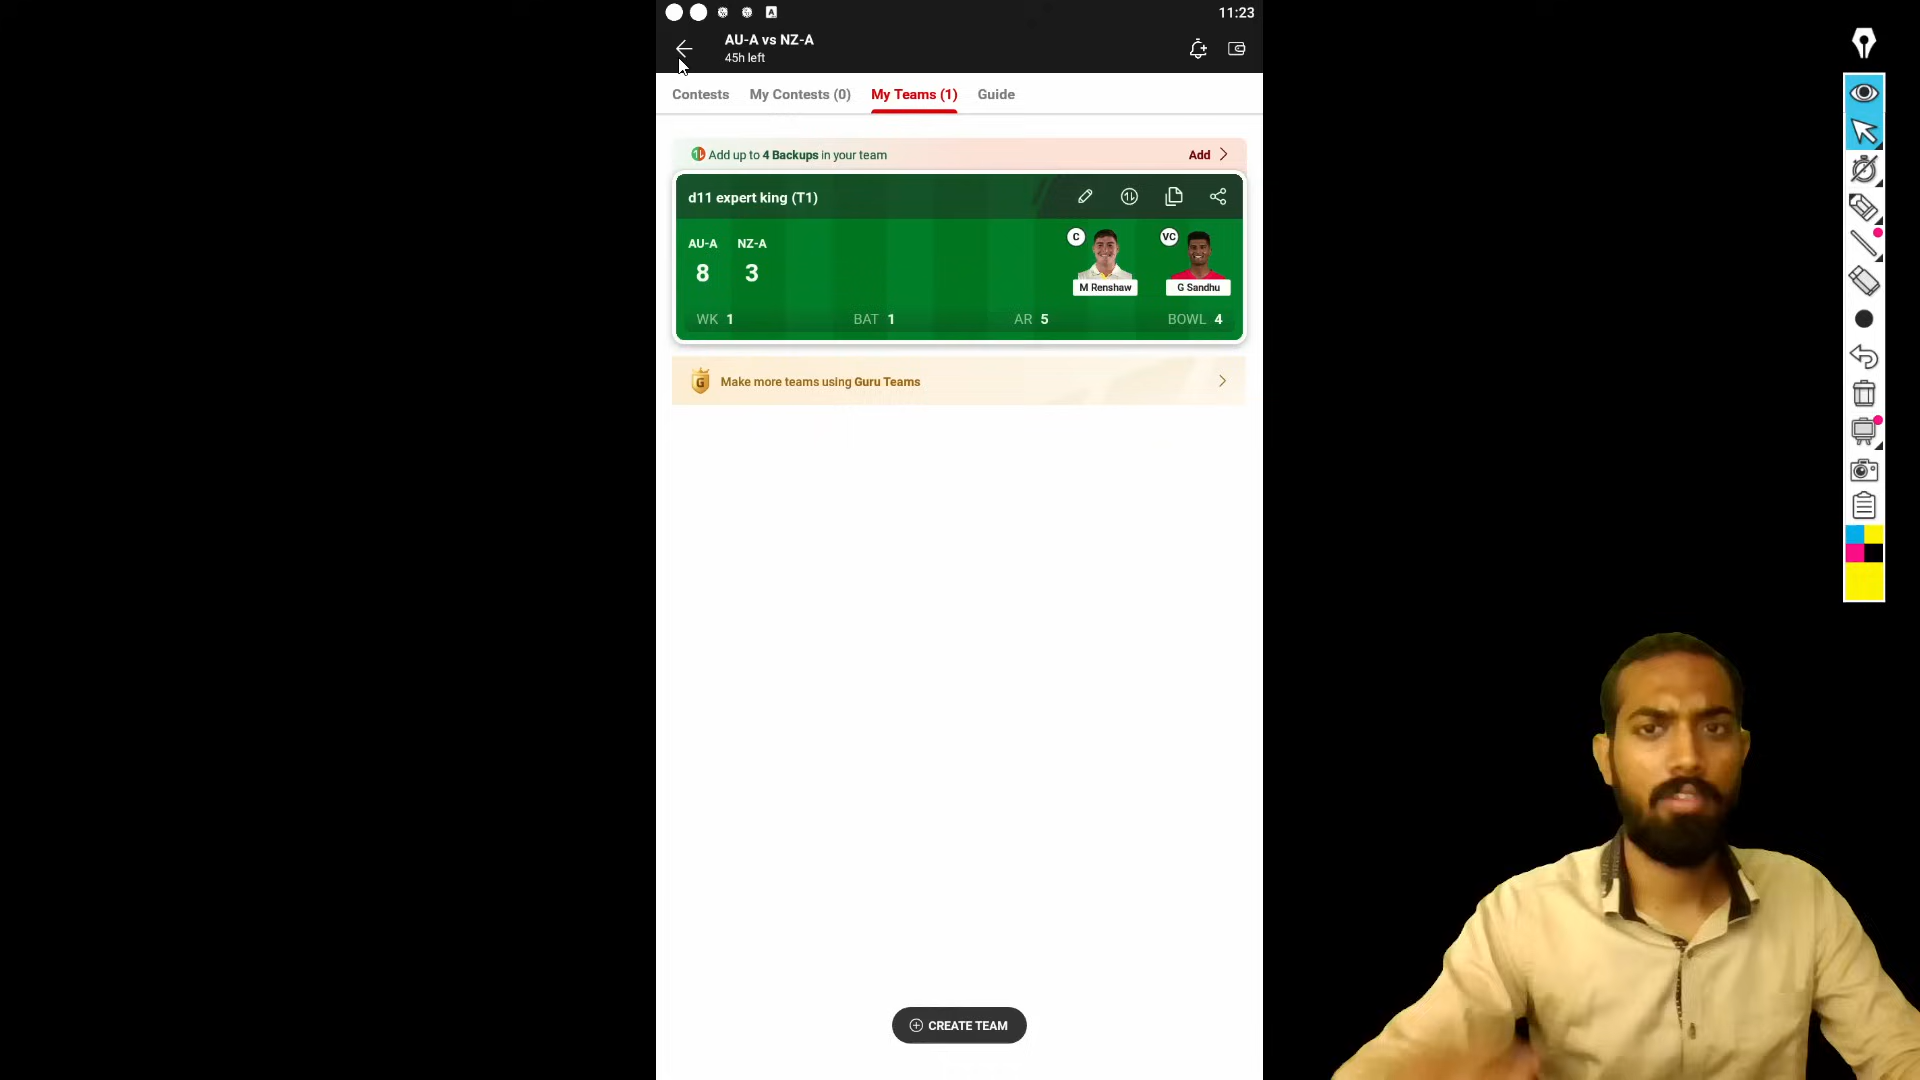 11:23
AU-A vs NZ-A
45h left
Contests My Contests (0) My Teams (1) Guide
Add up to 4 Backups in your team Add
d11 expert king (T1)
AU-A NZ-A
8 3
C VC
M Renshaw G Sandhu
WK 1 BAT 1 AR 5 BOWL 4
G Make more teams using Guru Teams
CREATE TEAM